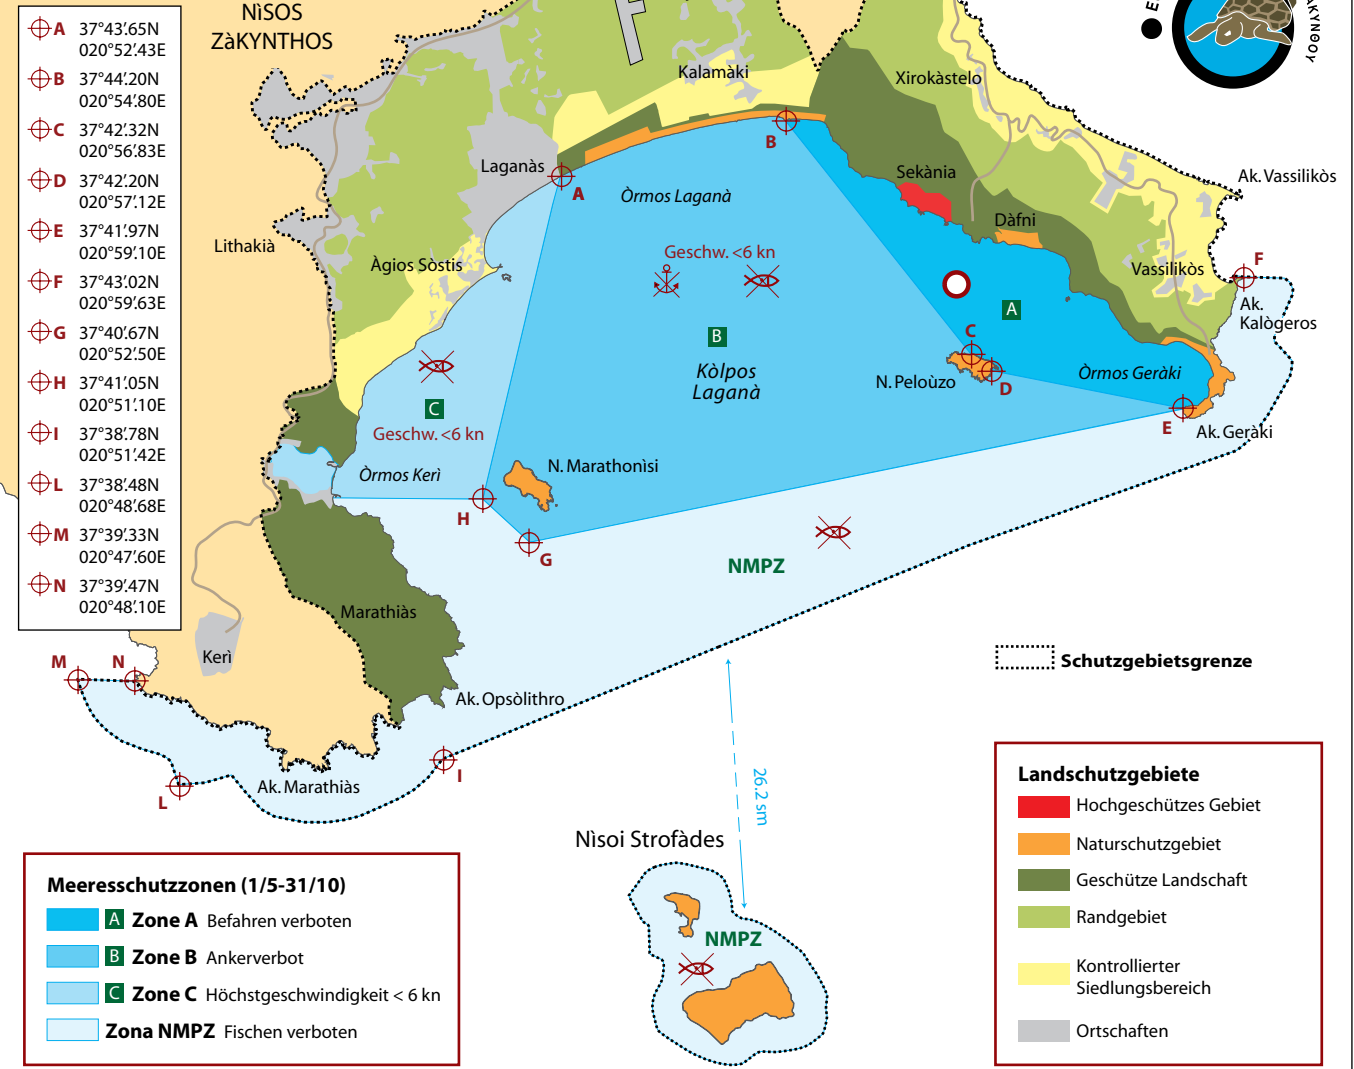 A 37°43'.65N
020°52'.43E
B 37°44'.20N
020°54'.80E
C 37°42'.32N
020°56'.83E
D 37°42'.20N
020°57'.12E
E 37°41'.97N
020°59'.10E
F 37°43'.02N
020°59'.63E
G 37°40'.67N
020°52'.50E
H 37°41'.05N
020°51'.10E
I 37°38'.78N
020°51'.42E
L 37°38'.48N
020°48'.68E
M 37°39'.33N
020°47'.60E
N 37°39'.47N
020°48'.10E
NÌSOS
ZàKYNTHOS
F
Kalamàki
Xirokàstelo
ΑΚΥΝΘΟΥ
B
Laganàs
A
Òrmos Laganà
Sekània
Ak. Vassilikòs
Dàfni
Lithakià
Àgios Sòstis
Geschw. <6 kn
Vassilikòs
F
Ak.
Kalògeros
A
B
Kòlpos
Laganà
C
N. Peloùzo
D
Òrmos Geràki
E
Ak. Geràki
C
Geschw. <6 kn
Òrmos Kerì
N. Marathonìsi
H
G
NMPZ
Marathiàs
Kerì
M
N
Ak. Opsòlithro
I
L
Ak. Marathiàs
26.2 sm
Nìsoi Strofàdes
NMPZ
Schutzgebietsgrenze
Meeresschutzzonen (1/5-31/10)
A Zone A Befahren verboten
B Zone B Ankerverbot
C Zone C Höchstgeschwindigkeit < 6 kn
Zona NMPZ Fischen verboten
Landschutzgebiete
Hochgeschützes Gebiet
Naturschutzgebiet
Geschütze Landschaft
Randgebiet
Kontrollierter
Siedlungsbereich
Ortschaften